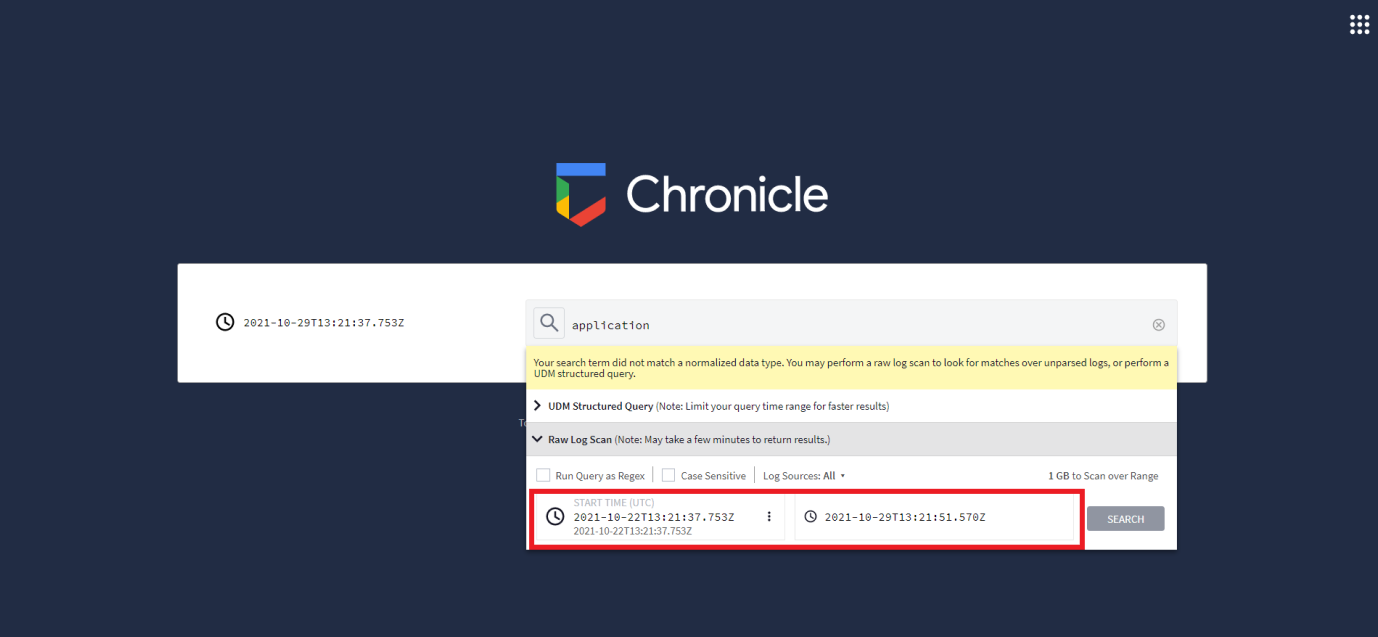 Chronicle
2021-10-29T13:21:37.753Z
application
Your search term did not match a normalized data type. You may perform a raw log scan to look for matches over unparsed logs, or perform a
UDM structured query.
UDM Structured Query (Note: Limit your query time range for faster results)
Raw Log Scan (Note: May take a few minutes to return results.)
Run Query as Regex Case Sensitive Log Sources: All 1 GB to Scan over Range
START TIME (UTC)
2021-10-22T13:21:37.753Z 2021-10-29T13:21:51.570Z SEARCH
2021-10-22T13:21:37.753Z